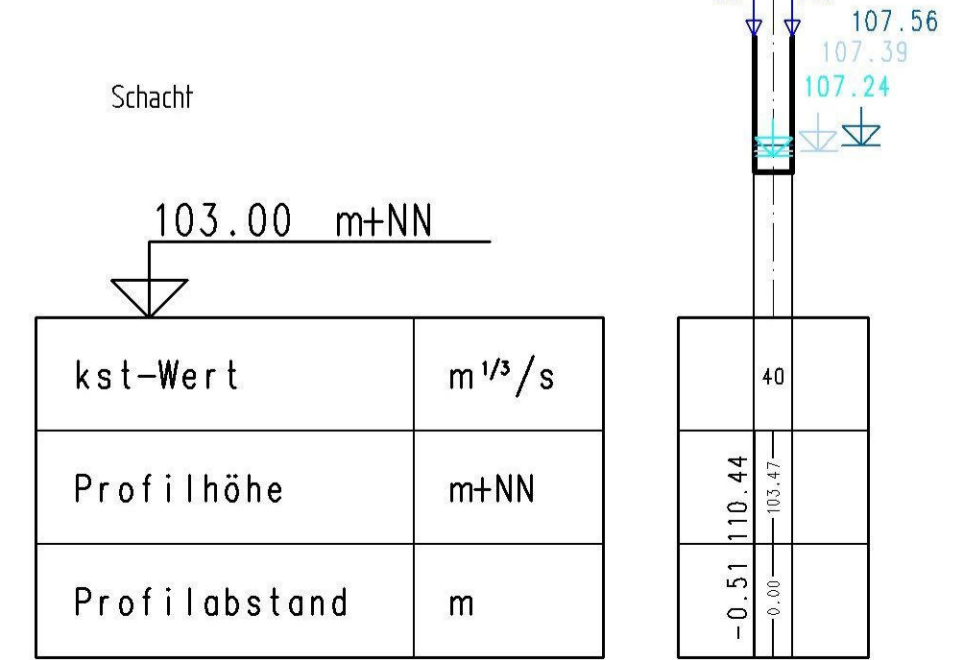 107.56
107.39
107.24
Schacht
103.00 m+NN
kst-Wert m¹/³/s 40
Profilhöhe m+NN 110.44 103.47
Profilabstand m -0.51 0.00